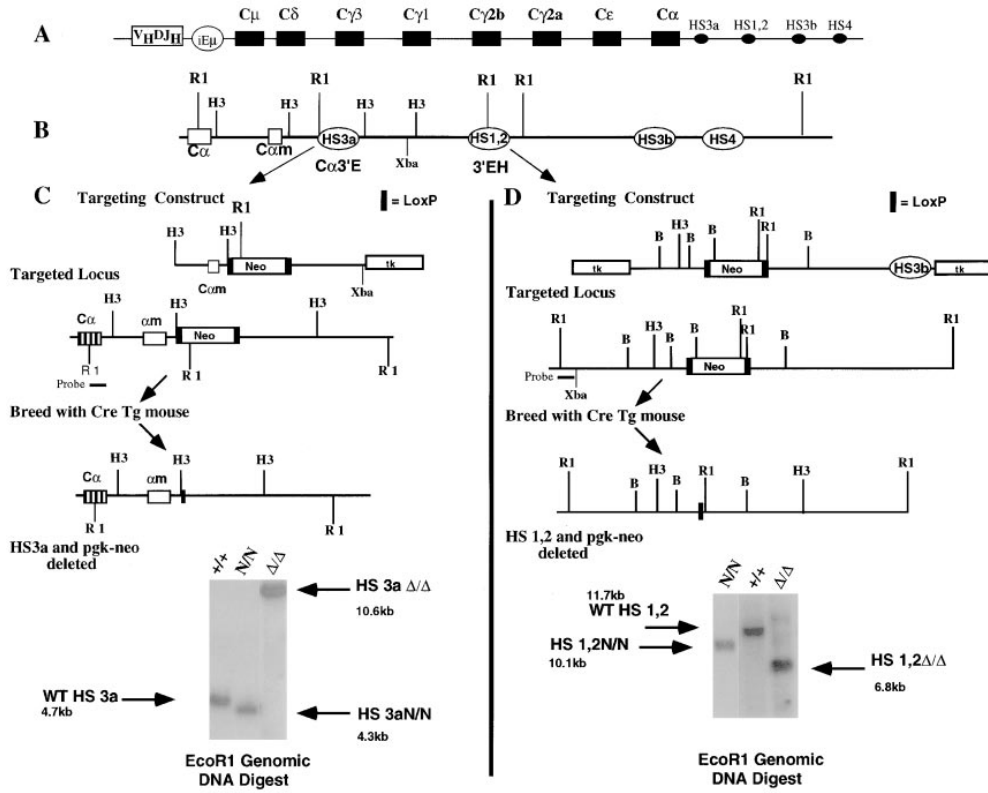 A
VHDJH iEμ Cμ Cδ Cγ3 Cγ1 Cγ2b Cγ2a Cε Cα HS3a HS1,2 HS3b HS4
B
R1 H3 H3 R1 H3 H3 R1 R1 R1
Cα Cαm HS3a HS1,2 HS3b HS4
Cα3'E Xba 3'EH
C
Targeting Construct
= LoxP
H3 H3 R1
Neo tk
Cαm Xba
Targeted Locus
Cα H3 αm H3 H3
Neo
R 1 R 1 R 1
Probe
Breed with Cre Tg mouse
Cα H3 αm H3 H3
R 1 R 1
HS3a and pgk-neo
deleted
+/+ N/N Δ/Δ
HS 3a Δ/Δ
10.6kb
WT HS 3a
4.7kb
HS 3aN/N
4.3kb
EcoR1 Genomic
DNA Digest
D
Targeting Construct
= LoxP
B H3 B B R1 R1 B
tk Neo HS3b tk
Targeted Locus
R1 B H3 B B R1 R1 B R1
Neo
Probe
Xba
Breed with Cre Tg mouse
R1 B H3 B R1 B H3 R1
HS 1,2 and pgk-neo
deleted
N/N +/+ Δ/Δ
11.7kb
WT HS 1,2
HS 1,2N/N
10.1kb
HS 1,2Δ/Δ
6.8kb
EcoR1 Genomic
DNA Digest